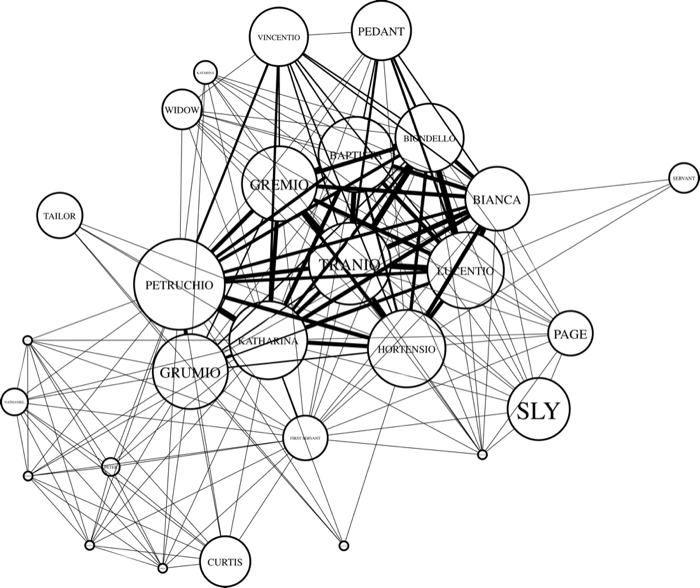 PEDANT
VINCENTIO
KATARINA
WIDOW
BIONDELLO
BAPTISTA
SERVANT
GREMIO
BIANCA
TAILOR
TRANIO
LUCENTIO
PETRUCHIO
PAGE
KATHARINA
HORTENSIO
GRUMIO
NATHANIEL
SLY
FIRST SERVANT
PETER
CURTIS